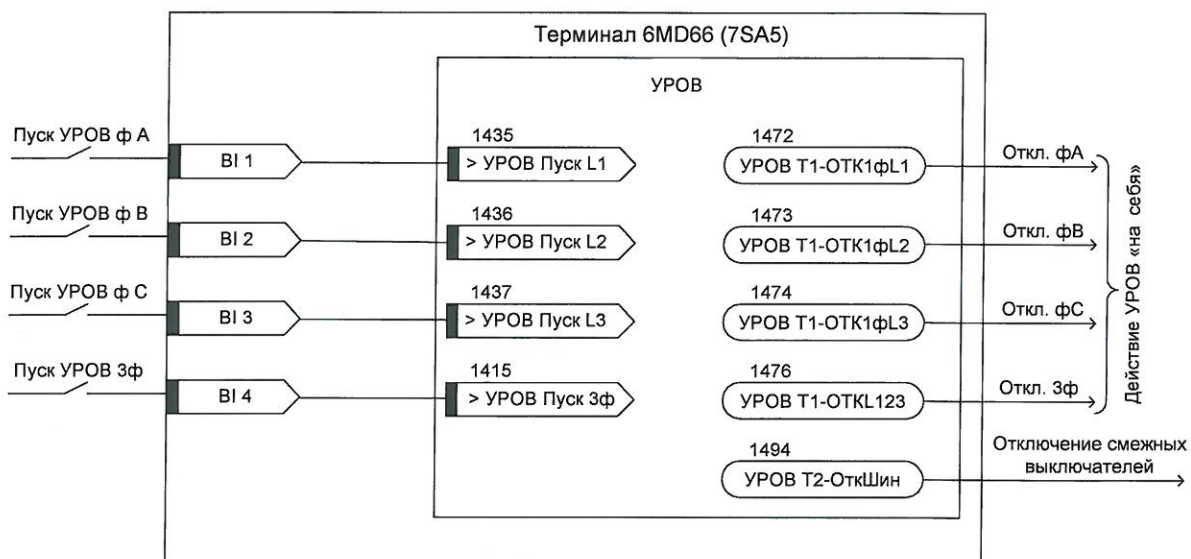 Терминал 6MD66 (7SA5)
УРОВ
Пуск УРОВ ф А
BI 1
1435
> УРОВ Пуск L1
1472
УРОВ Т1-ОТК1фL1
Откл. фА
Пуск УРОВ ф В
BI 2
1436
> УРОВ Пуск L2
1473
УРОВ Т1-ОТК1фL2
Откл. фВ
Пуск УРОВ ф С
BI 3
1437
> УРОВ Пуск L3
1474
УРОВ Т1-ОТК1фL3
Откл. фС
Пуск УРОВ 3ф
BI 4
1415
> УРОВ Пуск 3ф
1476
УРОВ Т1-ОТКL123
Откл. 3ф
Действие УРОВ «на себя»
1494
УРОВ Т2-ОткШин
Отключение смежных
выключателей